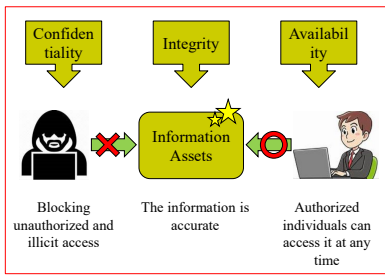 Confiden
tiality
Integrity
Availabil
ity
Information
Assets
Blocking
unauthorized and
illicit access
The information is
accurate
Authorized
individuals can
access it at any
time